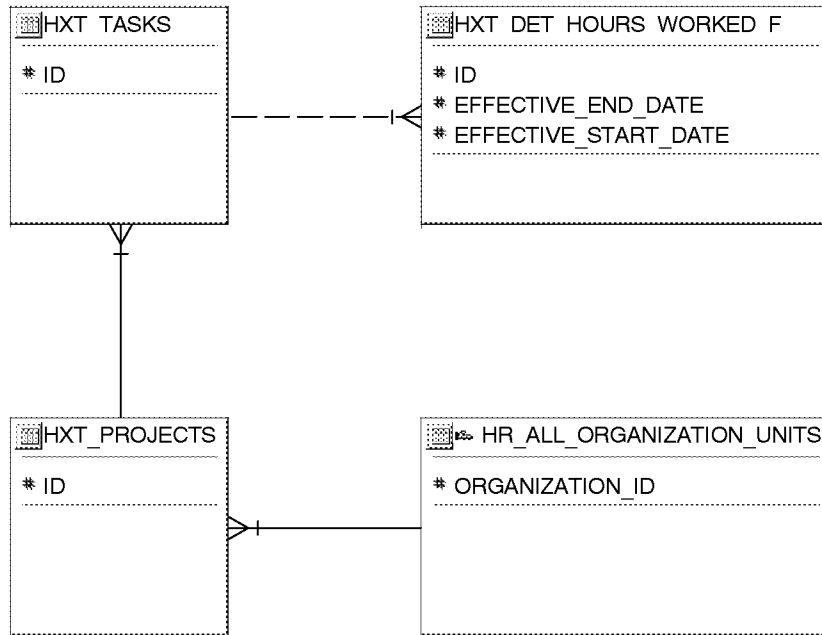 HXT TASKS
# ID
HXT DET HOURS WORKED F
# ID
# EFFECTIVE_END_DATE
# EFFECTIVE_START_DATE
HXT_PROJECTS
# ID
HR_ALL_ORGANIZATION_UNITS
# ORGANIZATION_ID